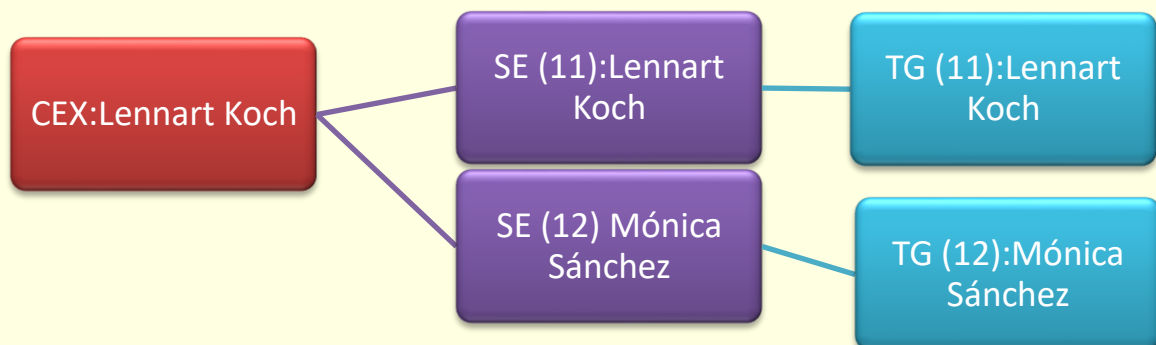 CEX:Lennart Koch
SE (11):Lennart
Koch
TG (11):Lennart
Koch
SE (12) Mónica
Sánchez
TG (12):Mónica
Sánchez